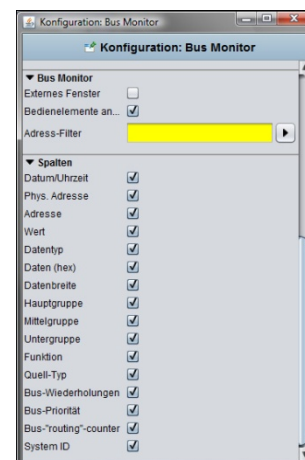 Konfiguration: Bus Monitor
Konfiguration: Bus Monitor
Bus Monitor
Externes Fenster
Bedienelemente an...
Adress-Filter
Spalten
Datum/Uhrzeit
Phys. Adresse
Adresse
Wert
Datentyp
Daten (hex)
Datenbreite
Hauptgruppe
Mittelgruppe
Untergruppe
Funktion
Quell-Typ
Bus-Wiederholungen
Bus-Priorität
Bus-"routing"-counter
System ID